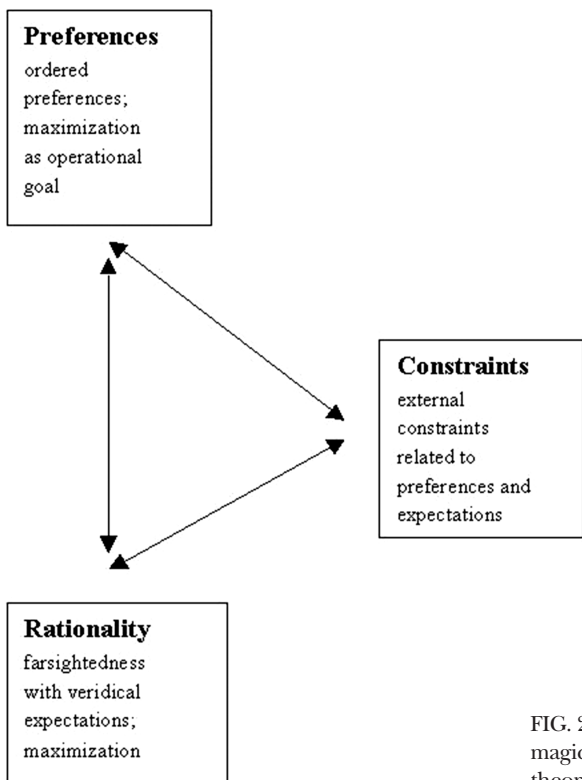 Preferences
ordered
preferences;
maximization
as operational
goal
Constraints
external
constraints
related to
preferences and
expectations
Rationality
farsightedness
with veridical
expectations;
maximization
FIG. 2
magic